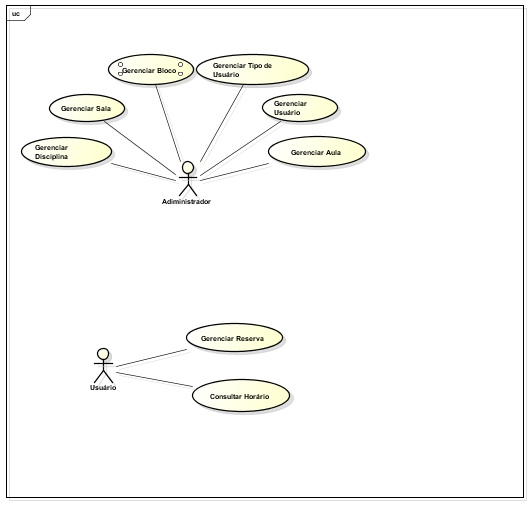 uc
Gerenciar Bloco
Gerenciar Tipo de
Usuário
Gerenciar Sala
Gerenciar
Usuário
Gerenciar
Disciplina
Gerenciar Aula
Adiministrador
Gerenciar Reserva
Usuário
Consultar Horário